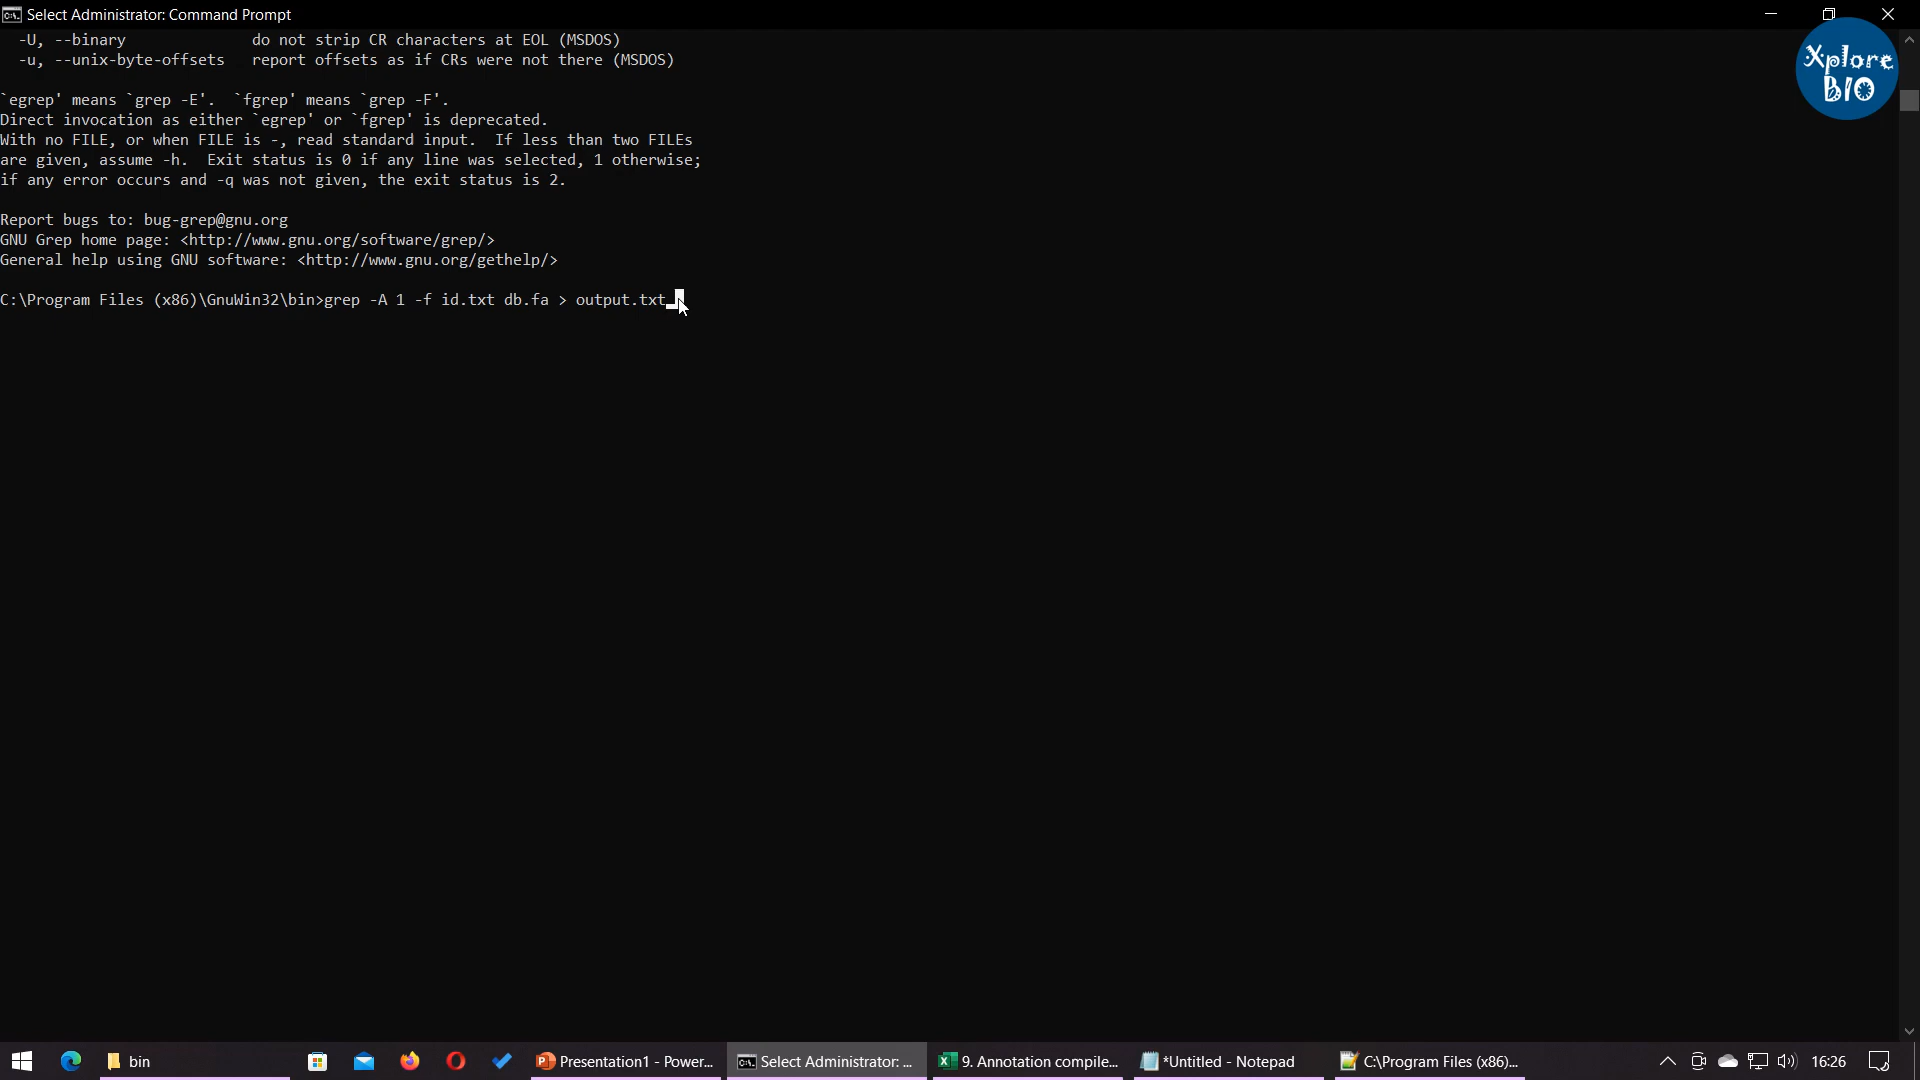 Select Administrator: Command Prompt
-U, --binary do not strip CR characters at EOL (MSDOS)
-u, --unix-byte-offsets report offsets as if CRs were not there (MSDOS)
Xplore
BIO
`egrep' means `grep -E'. `fgrep' means `grep -F'.
Direct invocation as either `egrep' or `fgrep' is deprecated.
With no FILE, or when FILE is -, read standard input. If less than two FILEs
are given, assume -h. Exit status is 0 if any line was selected, 1 otherwise;
if any error occurs and -q was not given, the exit status is 2.
Report bugs to: bug-grep@gnu.org
GNU Grep home page: <http://www.gnu.org/software/grep/>
General help using GNU software: <http://www.gnu.org/gethelp/>
C:\Program Files (x86)\GnuWin32\bin>grep -A 1 -f id.txt db.fa > output.txt
bin
Presentation1 - Power...
Select Administrator: ...
9. Annotation compile...
*Untitled - Notepad
C:\Program Files (x86)...
16:26